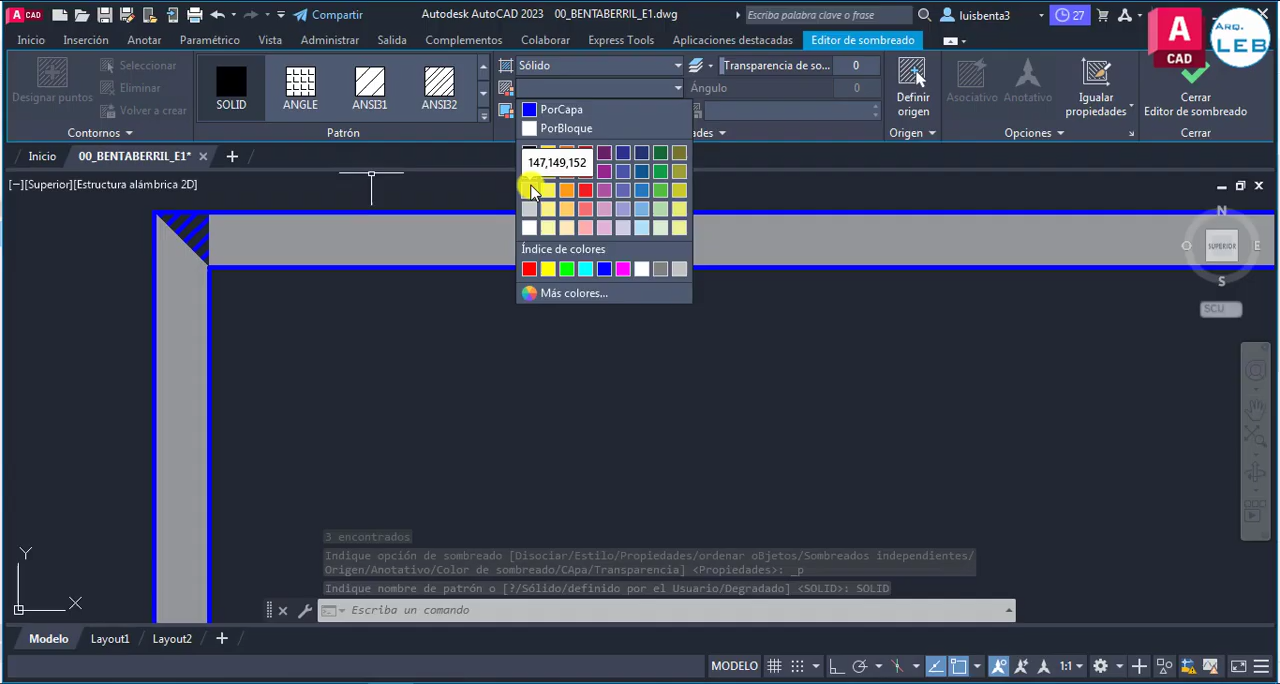 A CAD
Compartir
Autodesk AutoCAD 2023 00_BENTABERRIL_E1.dwg
Escriba palabra clave o frase
luisbenta3
27
A
CAD
ARQ.
LEB
Inicio Inserción Anotar Paramétrico Vista Administrar Salida Complementos Colaborar Express Tools Aplicaciones destacadas Editor de sombreado
Designar puntos
Seleccionar
Eliminar
Volver a crear
Contornos
SOLID
ANGLE
ANSI31
ANSI32
Patrón
Sólido
Transparencia de so... 0
Ángulo 0
ades
Definir
origen
Origen
Asociativo
Anotativo
Igualar
propiedades
Opciones
Cerrar
Editor de sombreado
Cerrar
PorCapa
PorBloque
147,149,152
Índice de colores
Más colores...
Inicio
00_BENTABERRIL_E1*
[−][Superior][Estructura alámbrica 2D]
N
O
SUPERIOR
E
S
SCU
Y
X
3 encontrados
Indique opción de sombreado [Disociar/Estilo/Propiedades/ordenar oBjetos/Sombreados independientes/
Origen/Anotativo/Color de sombreado/CApa/Transparencia] <Propiedades>: _p
Indique nombre de patrón o [?/Sólido/definido por el Usuario/Degradado] <SOLID>: SOLID
Escriba un comando
Modelo Layout1 Layout2
MODELO
1:1